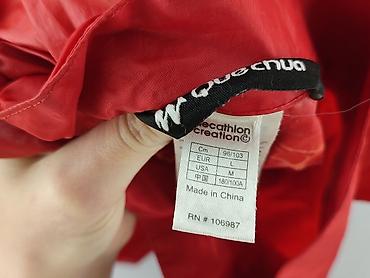 Quechua
decathlon
creation®
Cm 96/103
EUR L
USA M
中国 180/100A
Made in China
RN # 106987